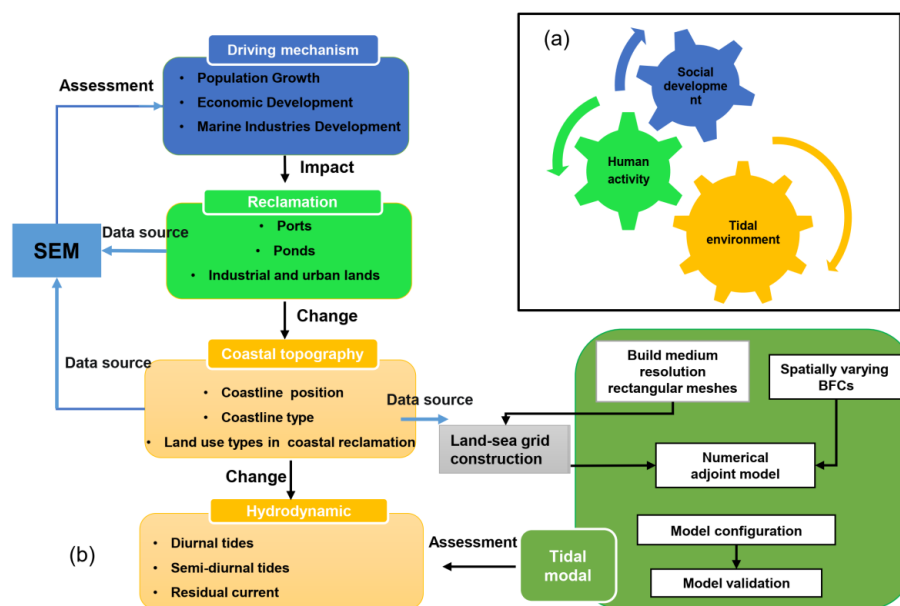 Driving mechanism
Assessment
• Population Growth
• Economic Development
• Marine Industries Development
Impact
Reclamation
• Ports
• Ponds
• Industrial and urban lands
Data source
SEM
Change
Coastal topography
Data source
• Coastline position
• Coastline type
• Land use types in coastal reclamation
Data source
Change
Hydrodynamic
• Diurnal tides
• Semi-diurnal tides
• Residual current
(b)
Assessment
Tidal
modal
Land-sea grid
construction
Build medium
resolution
rectangular meshes
Spatially varying
BFCs
Numerical
adjoint model
Model configuration
Model validation
(a)
Social
developme
nt
Human
activity
Tidal
environment